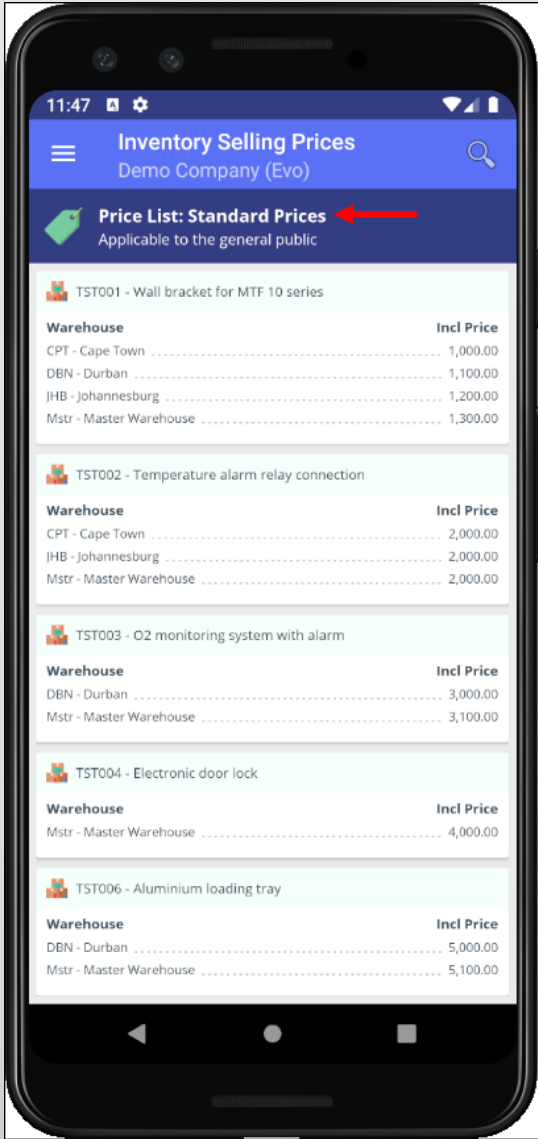 11:47
Inventory Selling Prices
Demo Company (Evo)
Price List: Standard Prices
Applicable to the general public
TST001 - Wall bracket for MTF 10 series
Warehouse Incl Price
CPT - Cape Town 1,000.00
DBN - Durban 1,100.00
JHB - Johannesburg 1,200.00
Mstr - Master Warehouse 1,300.00
TST002 - Temperature alarm relay connection
Warehouse Incl Price
CPT - Cape Town 2,000.00
JHB - Johannesburg 2,000.00
Mstr - Master Warehouse 2,000.00
TST003 - O2 monitoring system with alarm
Warehouse Incl Price
DBN - Durban 3,000.00
Mstr - Master Warehouse 3,100.00
TST004 - Electronic door lock
Warehouse Incl Price
Mstr - Master Warehouse 4,000.00
TST006 - Aluminium loading tray
Warehouse Incl Price
DBN - Durban 5,000.00
Mstr - Master Warehouse 5,100.00